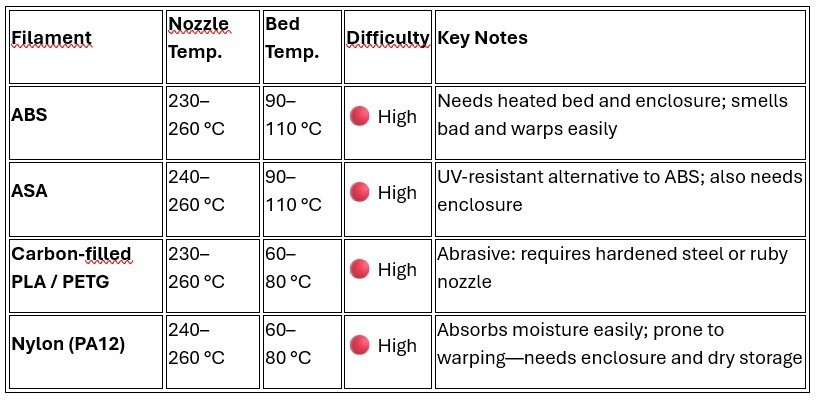 Filament
Nozzle
Temp.
Bed
Temp.
Difficulty
Key Notes
ABS
230–
260 °C
90–
110 °C
High
Needs heated bed and enclosure; smells
bad and warps easily
ASA
240–
260 °C
90–
110 °C
High
UV-resistant alternative to ABS; also needs
enclosure
Carbon-filled
PLA / PETG
230–
260 °C
60–
80 °C
High
Abrasive: requires hardened steel or ruby
nozzle
Nylon (PA12)
240–
260 °C
60–
80 °C
High
Absorbs moisture easily; prone to
warping—needs enclosure and dry storage